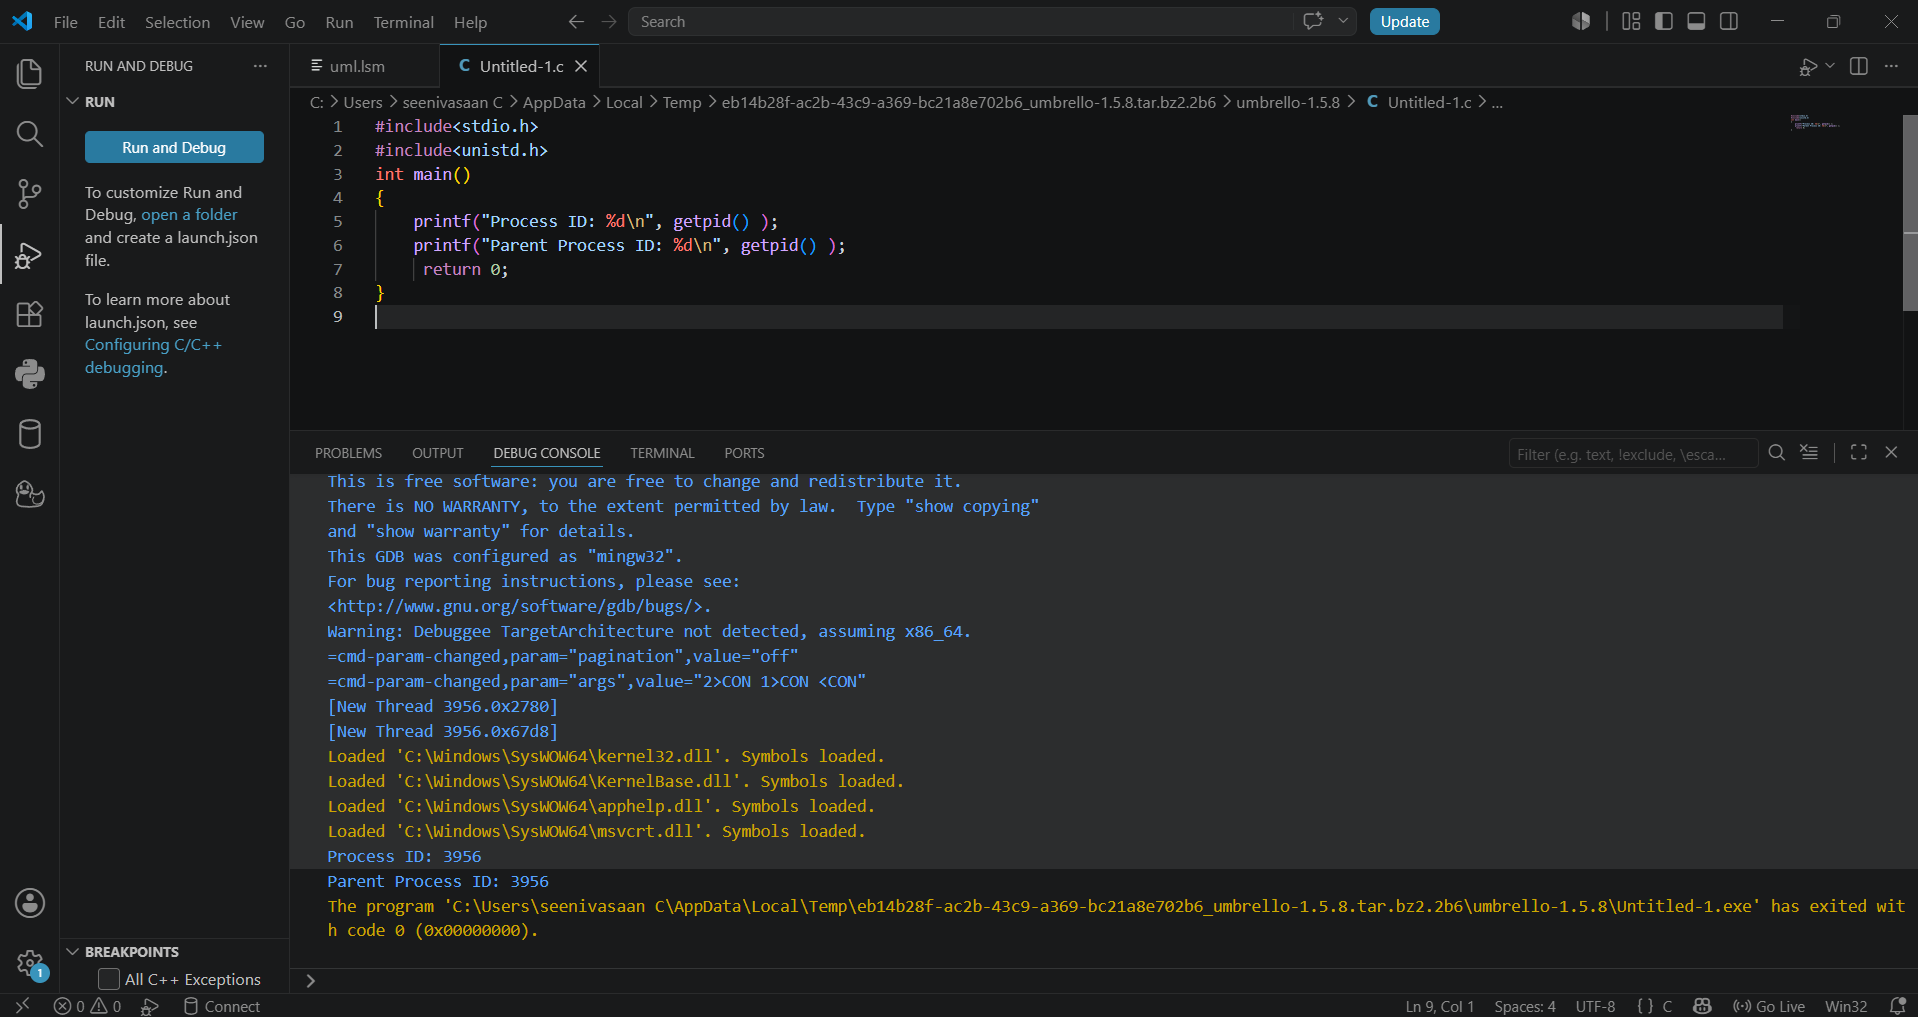 File Edit Selection View Go Run Terminal Help Search Update
RUN AND DEBUG
RUN
Run and Debug
To customize Run and
Debug, open a folder
and create a launch.json
file.
To learn more about
launch.json, see
Configuring C/C++
debugging.
uml.lsm
C Untitled-1.c
C: > Users > seenivasaan C > AppData > Local > Temp > eb14b28f-ac2b-43c9-a369-bc21a8e702b6_umbrello-1.5.8.tar.bz2.2b6 > umbrello-1.5.8 > C Untitled-1.c > ...
1 #include<stdio.h>
2 #include<unistd.h>
3 int main()
4 {
5 printf("Process ID: %d\n", getpid() );
6 printf("Parent Process ID: %d\n", getpid() );
7 return 0;
8 }
9
PROBLEMS OUTPUT DEBUG CONSOLE TERMINAL PORTS Filter (e.g. text, !exclude, \esca...
This is free software: you are free to change and redistribute it.
There is NO WARRANTY, to the extent permitted by law.  Type "show copying"
and "show warranty" for details.
This GDB was configured as "mingw32".
For bug reporting instructions, please see:
<http://www.gnu.org/software/gdb/bugs/>.
Warning: Debuggee TargetArchitecture not detected, assuming x86_64.
=cmd-param-changed,param="pagination",value="off"
=cmd-param-changed,param="args",value="2>CON 1>CON <CON"
[New Thread 3956.0x2780]
[New Thread 3956.0x67d8]
Loaded 'C:\Windows\SysWOW64\kernel32.dll'. Symbols loaded.
Loaded 'C:\Windows\SysWOW64\KernelBase.dll'. Symbols loaded.
Loaded 'C:\Windows\SysWOW64\apphelp.dll'. Symbols loaded.
Loaded 'C:\Windows\SysWOW64\msvcrt.dll'. Symbols loaded.
Process ID: 3956
Parent Process ID: 3956
The program 'C:\Users\seenivasaan C\AppData\Local\Temp\eb14b28f-ac2b-43c9-a369-bc21a8e702b6_umbrello-1.5.8.tar.bz2.2b6\umbrello-1.5.8\Untitled-1.exe' has exited wit
h code 0 (0x00000000).
BREAKPOINTS
All C++ Exceptions
1
0 0 Connect Ln 9, Col 1 Spaces: 4 UTF-8 {} C Go Live Win32